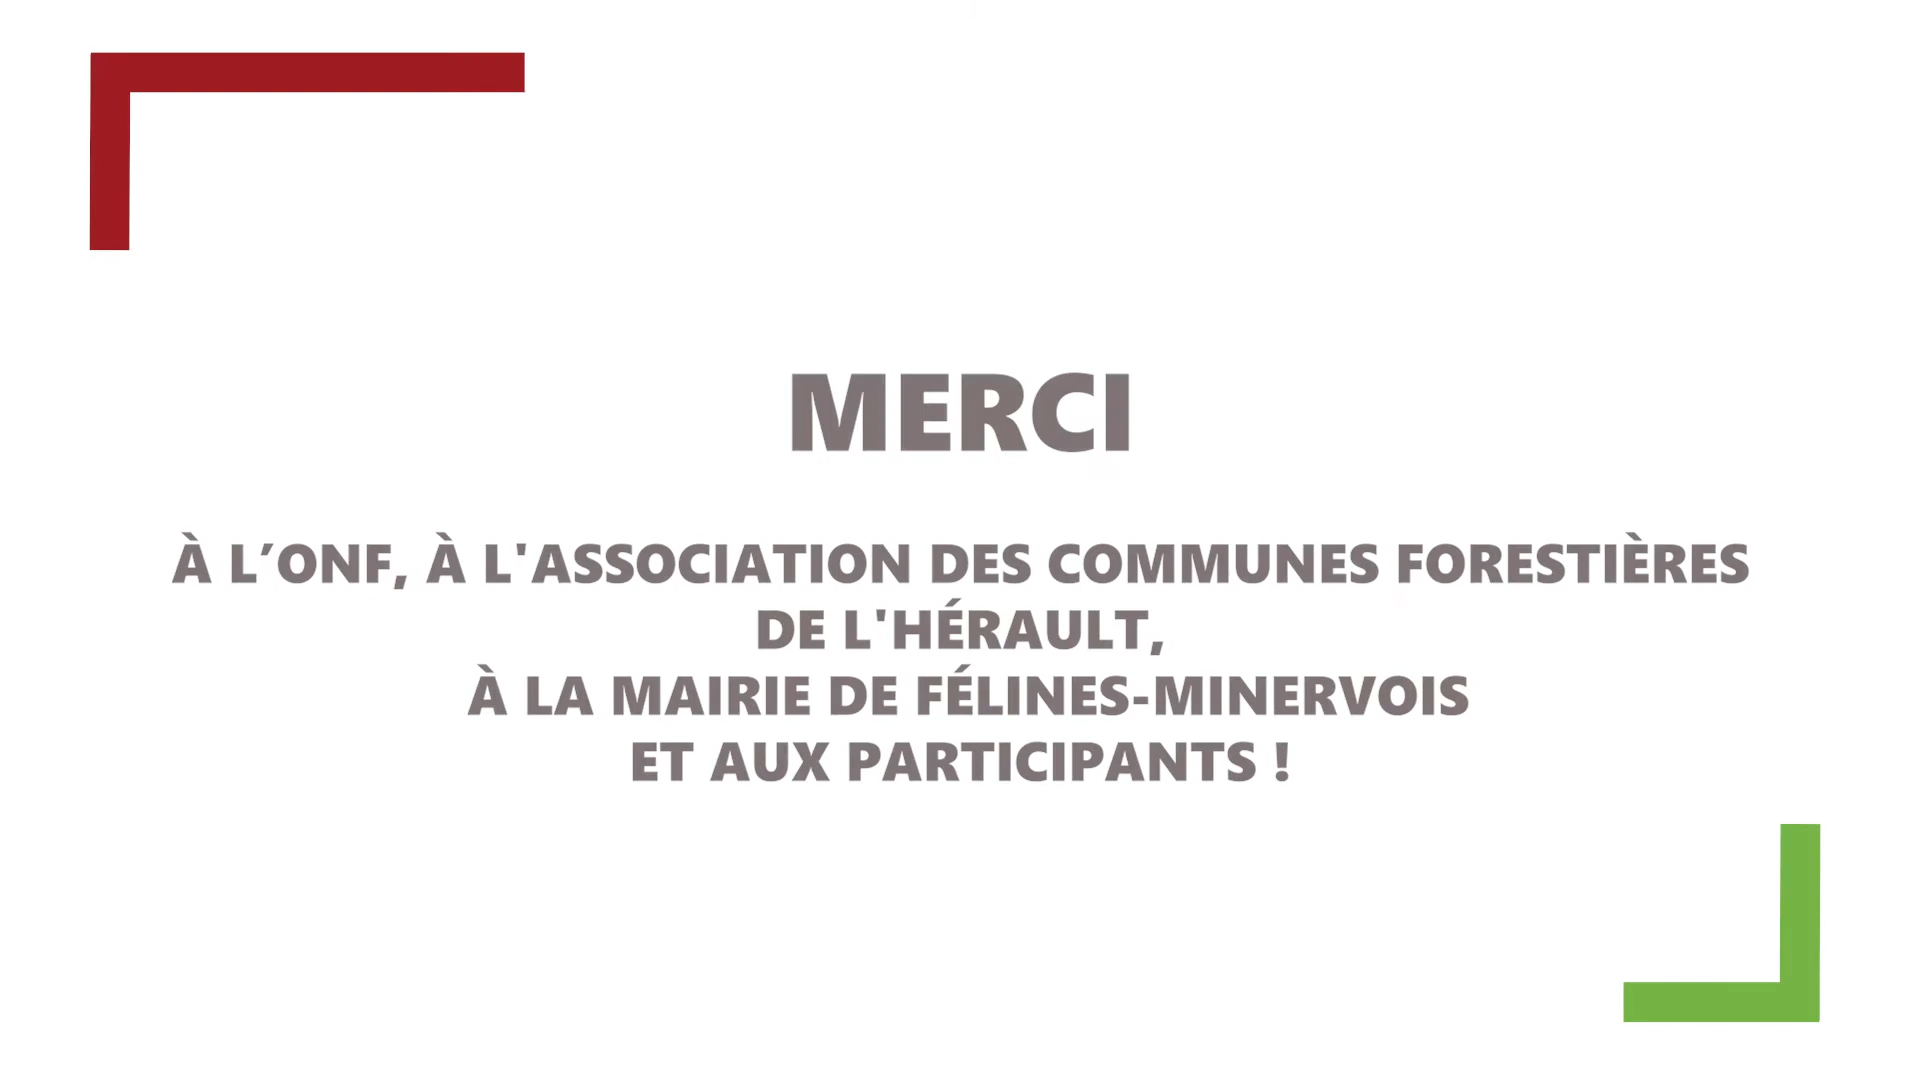 MERCI
À L’ONF, À L'ASSOCIATION DES COMMUNES FORESTIÈRES
DE L'HÉRAULT,
À LA MAIRIE DE FÉLINES-MINERVOIS
ET AUX PARTICIPANTS !